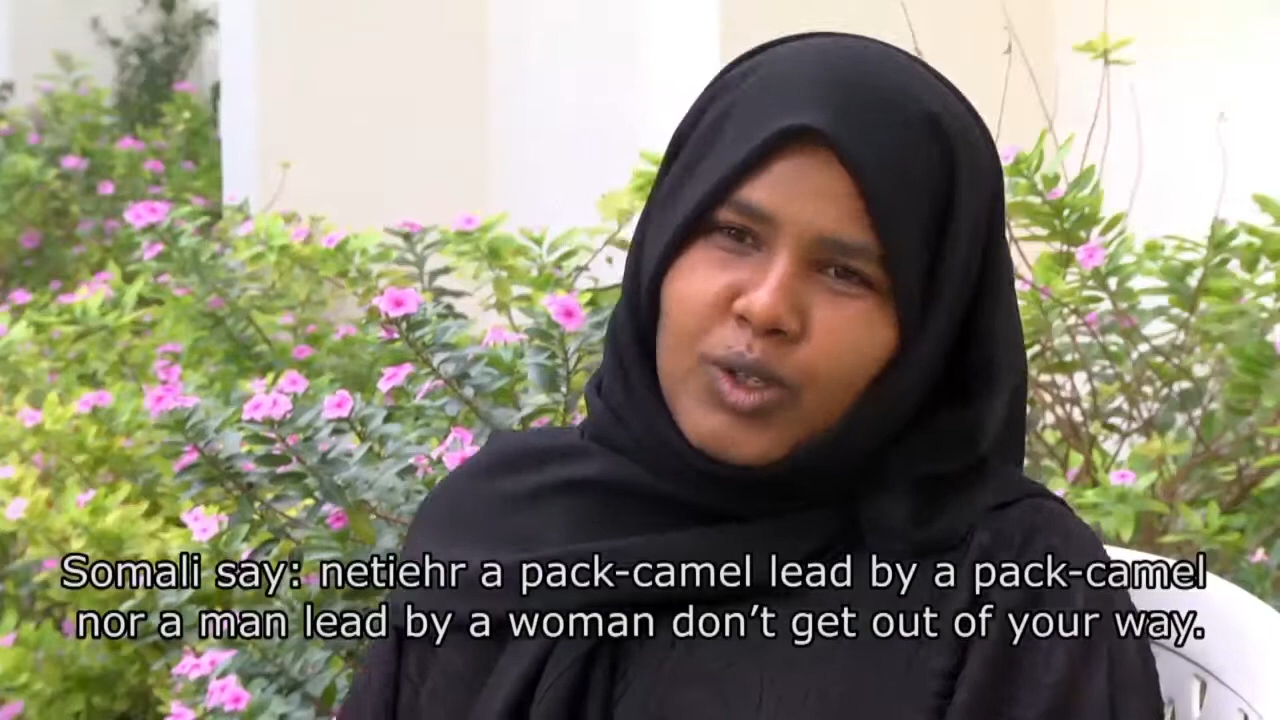 Somali say: netiehr a pack-camel lead by a pack-camel
nor a man lead by a woman don’t get out of your way.